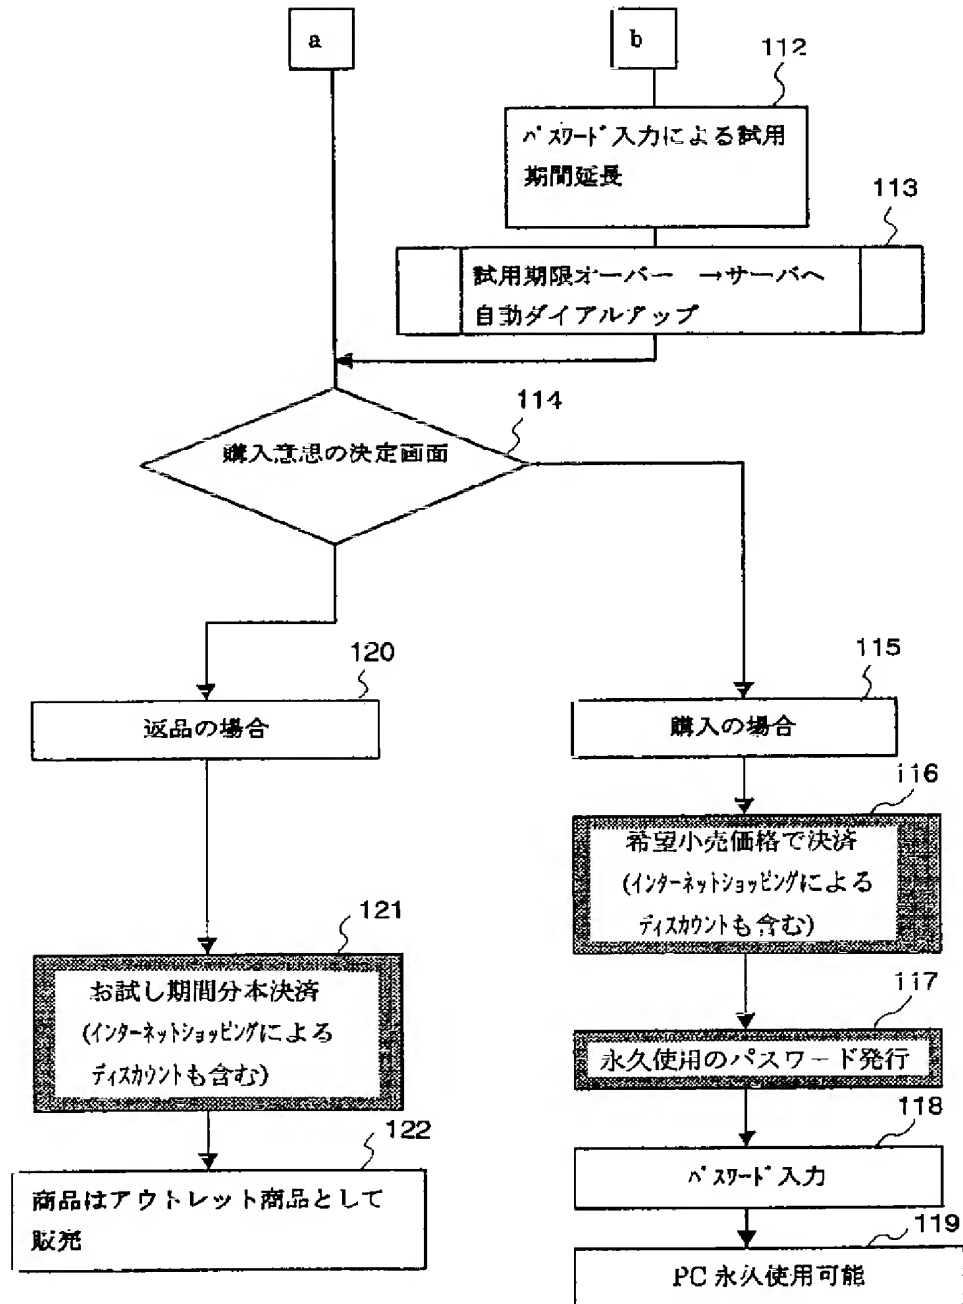 a
b
112
ﾊﾟｽﾜｰﾄﾞ入力による試用
期間延長
113
試用期限オーバー →サーバへ
自動ダイアルアップ
114
購入意思の決定画面
120
返品の場合
115
購入の場合
116
希望小売価格で決済
(ｲﾝﾀｰﾈｯﾄｼｮｯﾋﾟﾝｸﾞによる
ﾃﾞｨｽｶｳﾝﾄも含む)
121
お試し期間分本決済
(ｲﾝﾀｰﾈｯﾄｼｮｯﾋﾟﾝｸﾞによる
ﾃﾞｨｽｶｳﾝﾄも含む)
117
永久使用のパスワード発行
118
ﾊﾟｽﾜｰﾄﾞ入力
122
商品はアウトレット商品として
販売
119
PC 永久使用可能